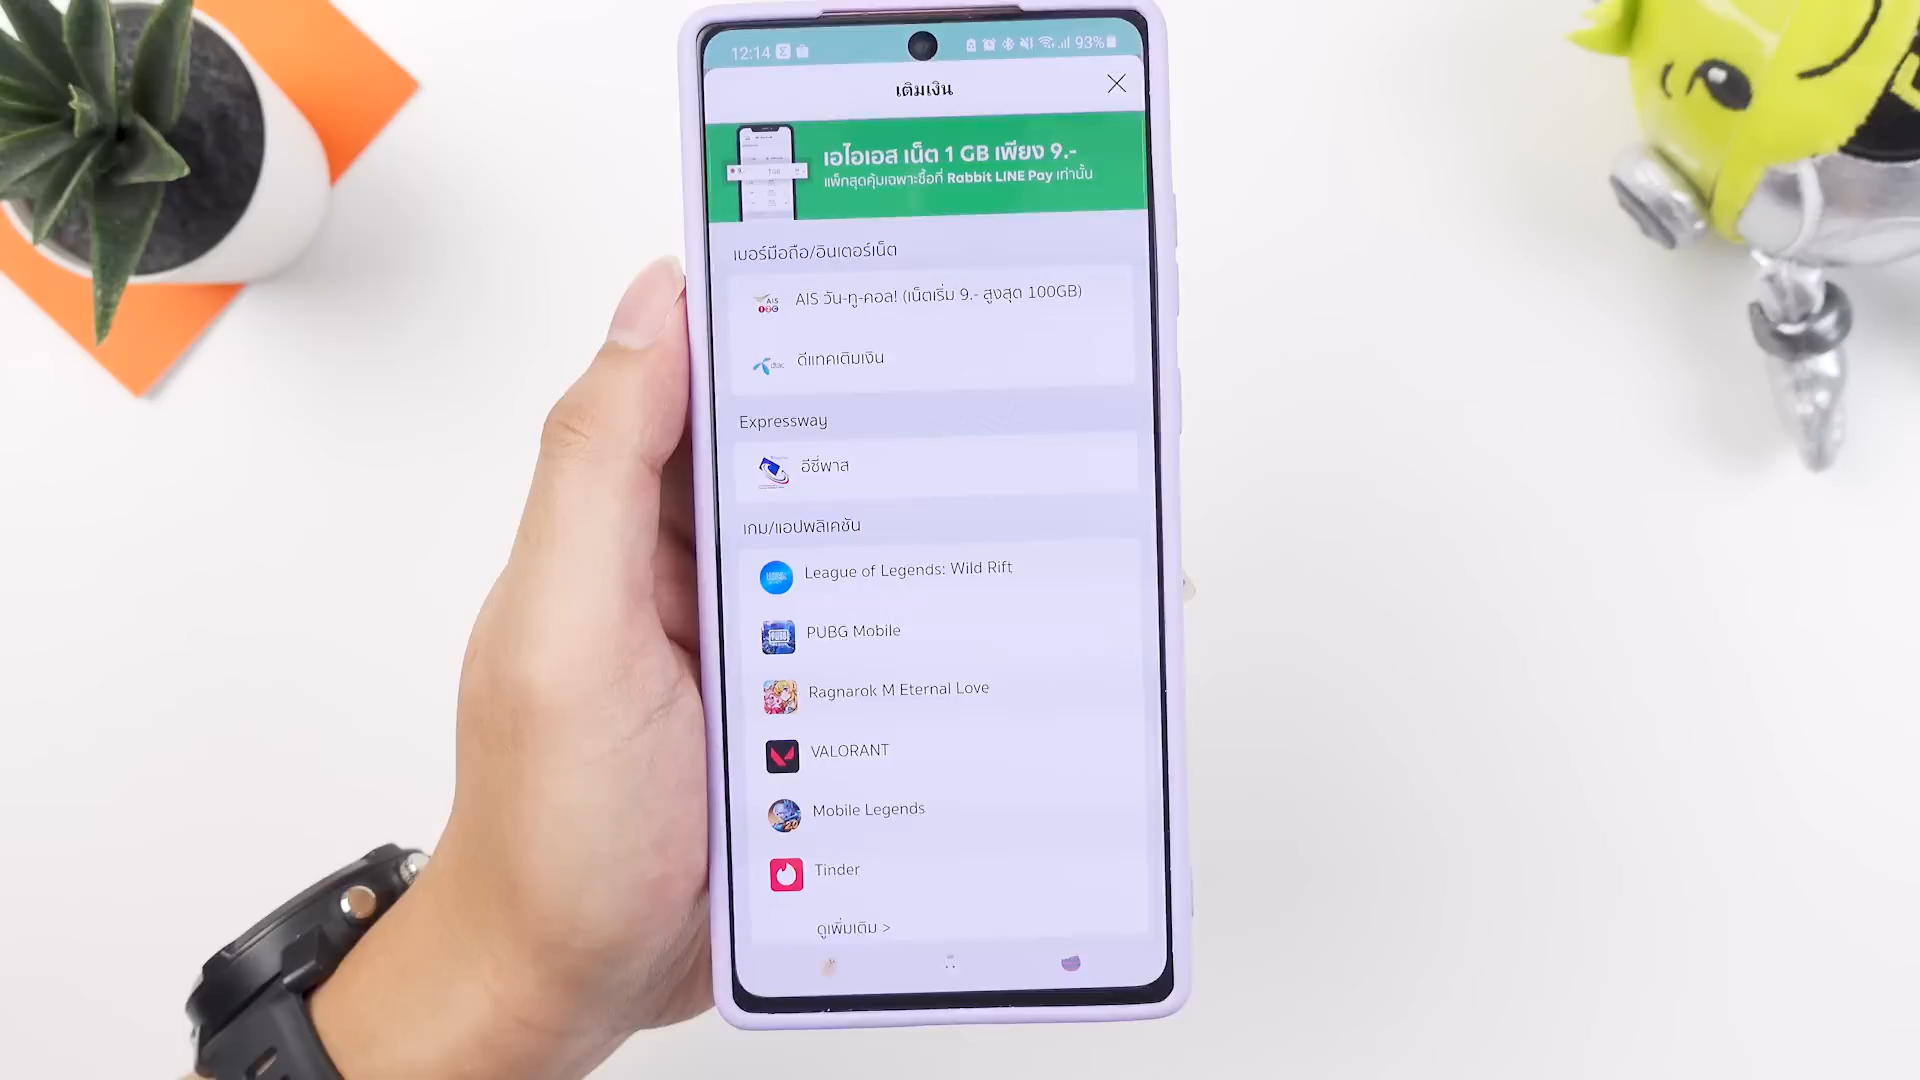 12:14
93%
เติมเงิน
เอไอเอส เน็ต 1 GB เพียง 9.-
แพ็กสุดคุ้มเฉพาะซื้อที่ Rabbit LINE Pay เท่านั้น
เบอร์มือถือ/อินเตอร์เน็ต
AIS
AIS วัน-ทู-คอล! (เน็ตเริ่ม 9.- สูงสุด 100GB)
dtac
ดีแทคเติมเงิน
Expressway
อีซี่พาส
เกม/แอปพลิเคชัน
League of Legends: Wild Rift
PUBG Mobile
Ragnarok M Eternal Love
VALORANT
Mobile Legends
Tinder
ดูเพิ่มเติม >